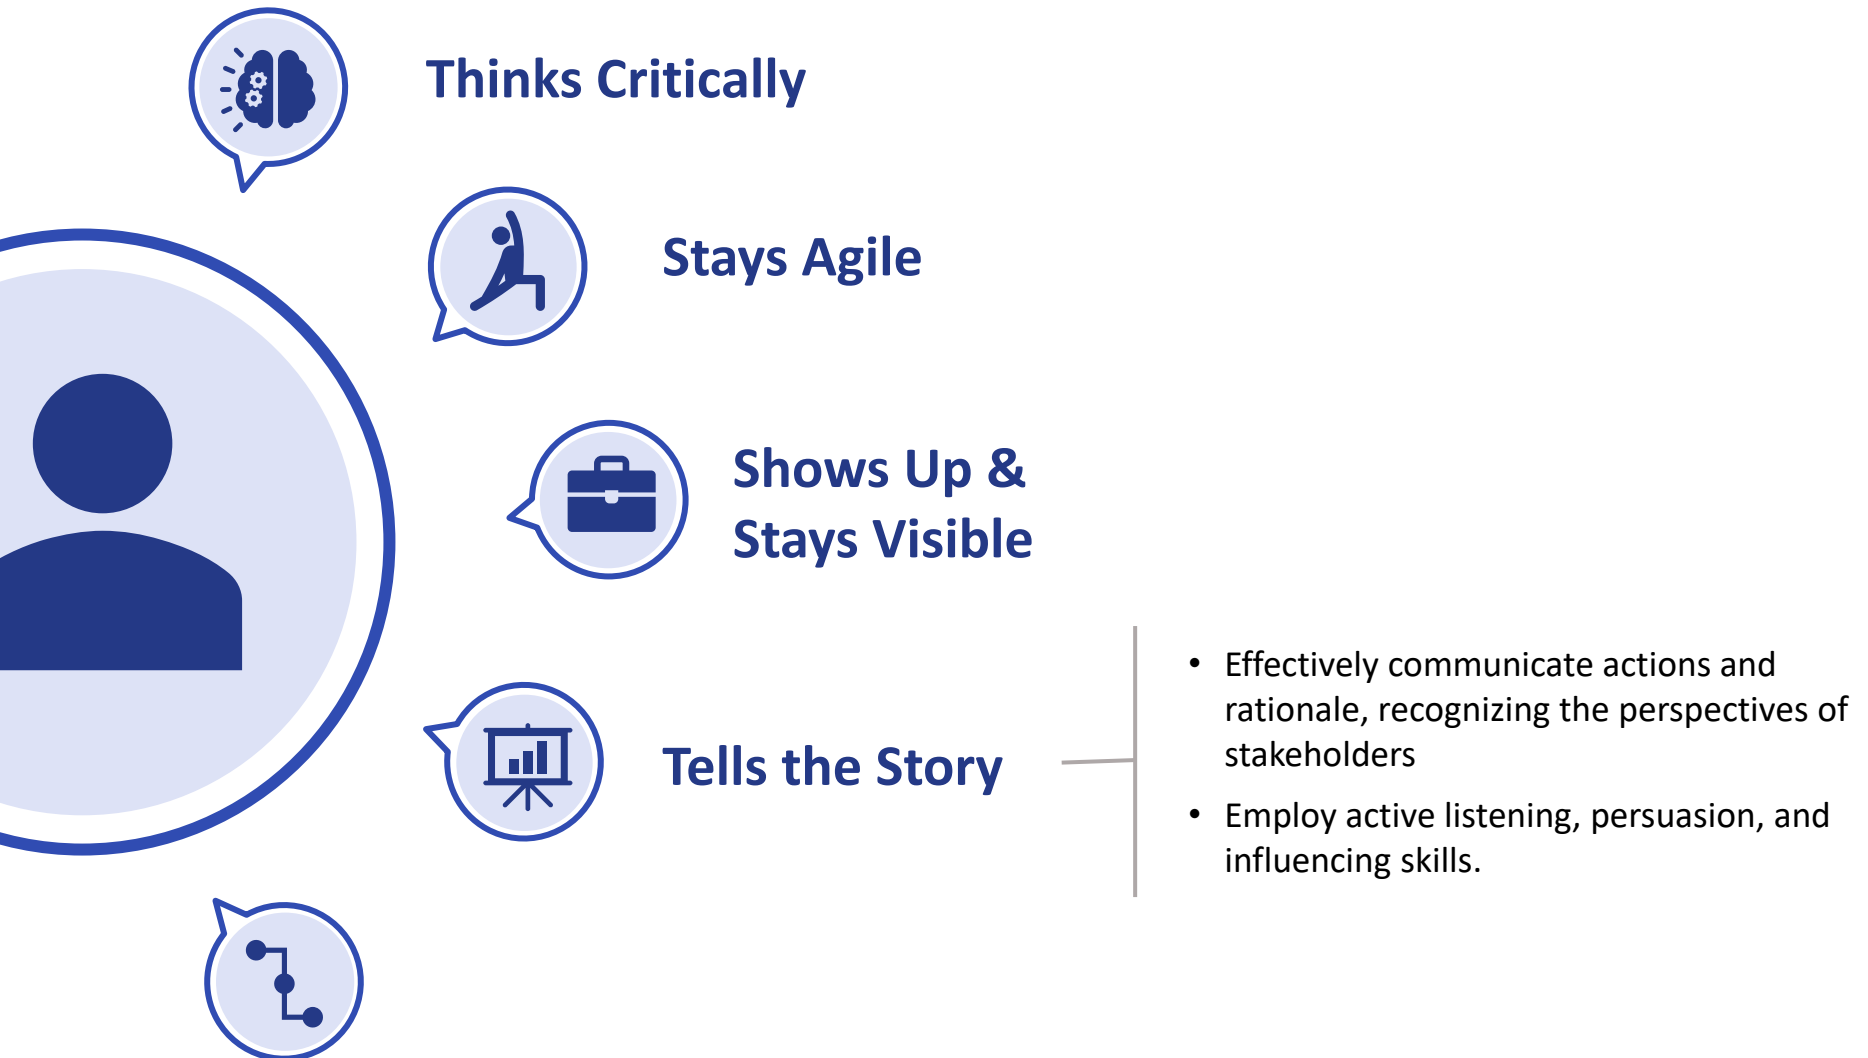 Thinks Critically
Stays Agile
Shows Up &
Stays Visible
Tells the Story
• Effectively communicate actions and
rationale, recognizing the perspectives of
stakeholders
• Employ active listening, persuasion, and
influencing skills.